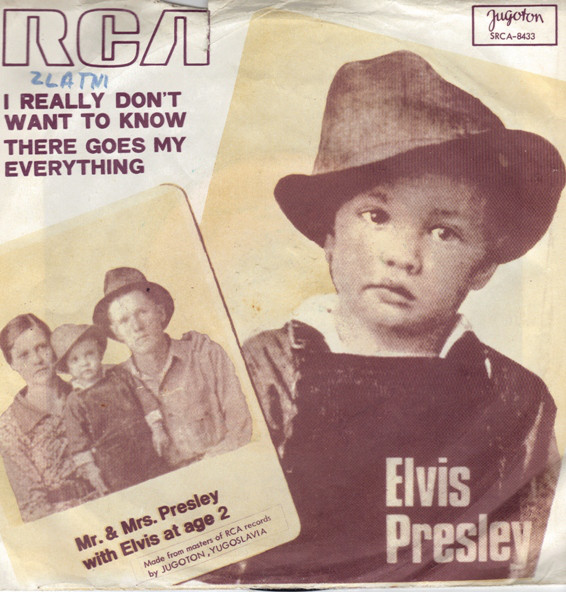 RCA
Jugoton
SRCA-8433
ZLATNI
I REALLY DON'T
WANT TO KNOW
THERE GOES MY
EVERYTHING
Mr. & Mrs. Presley
with Elvis at age 2
Made from masters of RCA records
by JUGOTON, YUGOSLAVIA
Elvis
Presley